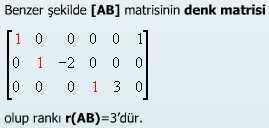 Benzer şekilde [AB] matrisinin denk matrisi
1 0 0 0 0 1
0 1 -2 0 0 0
0 0 0 1 3 0
olup rankı r(AB)=3'dür.